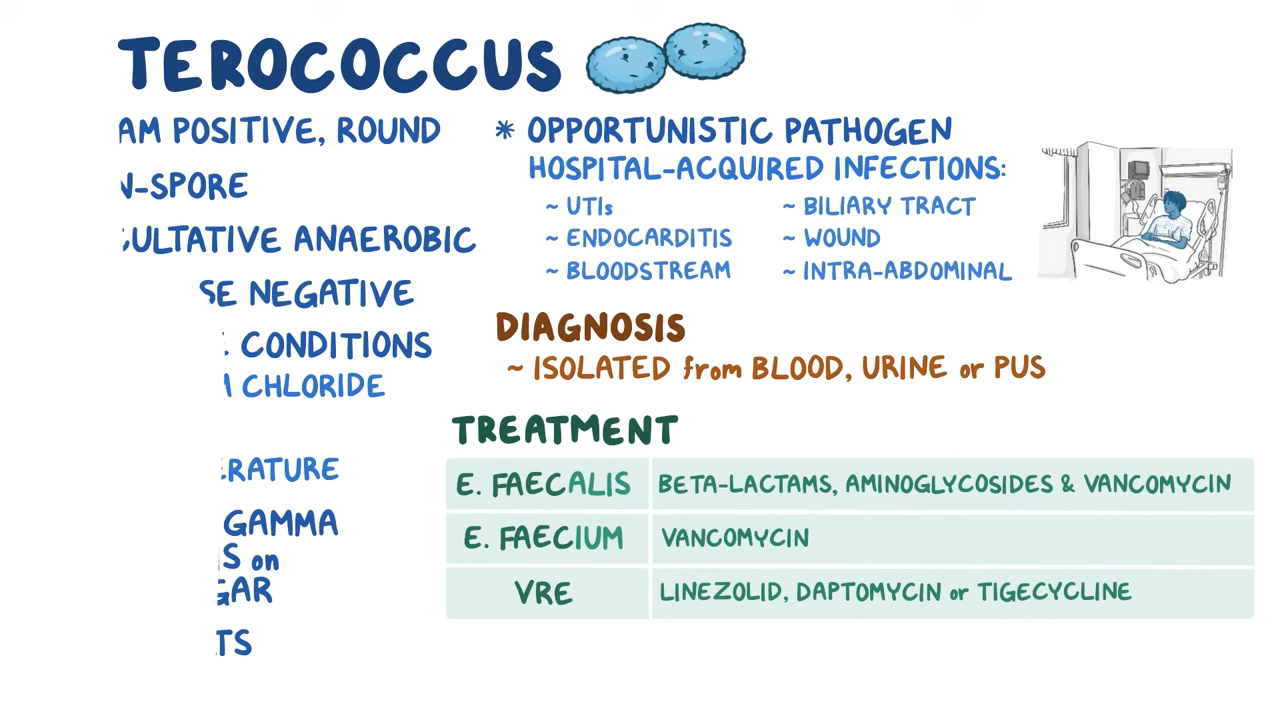 TEROCOCCUS
AM POSITIVE, ROUND
N-SPORE
CULTATIVE ANAEROBIC
SE NEGATIVE
CONDITIONS
CHLORIDE
RATURE
GAMMA
S on
GAR
TS
* OPPORTUNISTIC PATHOGEN
HOSPITAL-ACQUIRED INFECTIONS:
~ UTIs
~ ENDOCARDITIS
~ BLOODSTREAM
~ BILIARY TRACT
~ WOUND
~ INTRA-ABDOMINAL
DIAGNOSIS
~ ISOLATED from BLOOD, URINE or PUS
TREATMENT
E. FAECALIS BETA-LACTAMS, AMINOGLYCOSIDES & VANCOMYCIN
E. FAECIUM VANCOMYCIN
VRE LINEZOLID, DAPTOMYCIN or TIGECYCLINE